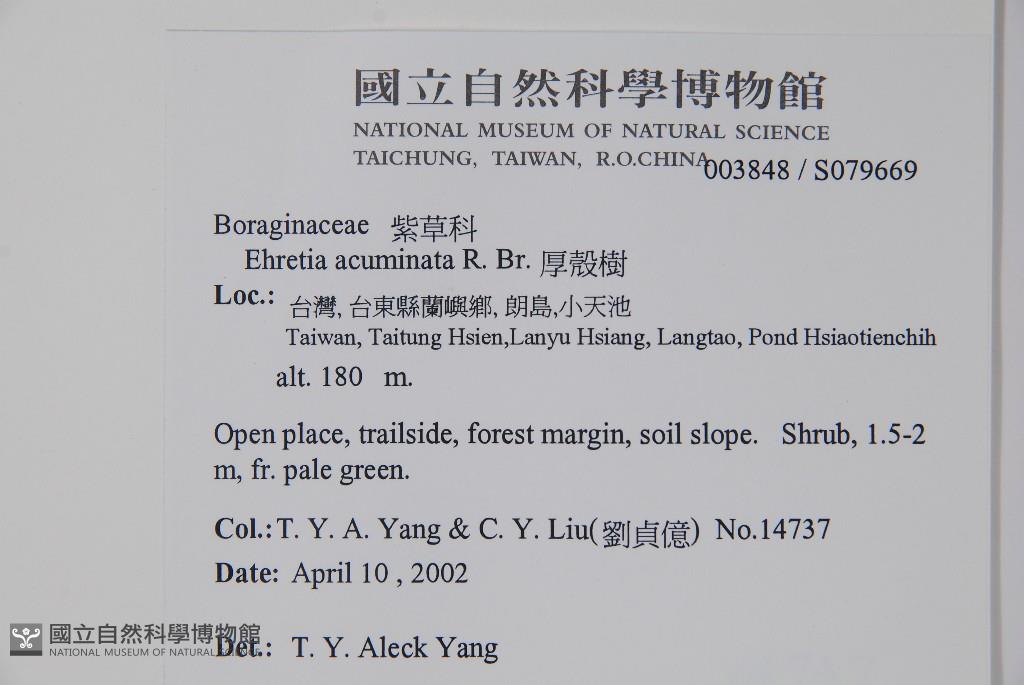 國立自然科學博物館
NATIONAL MUSEUM OF NATURAL SCIENCE
TAICHUNG, TAIWAN, R.O.CHINA
003848 / S079669
Boraginaceae 紫草科
Ehretia acuminata R. Br. 厚殼樹
Loc.: 台灣, 台東縣蘭嶼鄉, 朗島,小天池
Taiwan, Taitung Hsien,Lanyu Hsiang, Langtao, Pond Hsiaotienchih
alt. 180 m.
Open place, trailside, forest margin, soil slope. Shrub, 1.5-2
m, fr. pale green.
Col.: T. Y. A. Yang & C. Y. Liu(劉貞億) No.14737
Date: April 10 , 2002
Det.: T. Y. Aleck Yang
國立自然科學博物館
NATIONAL MUSEUM OF NATURAL SCIENCE